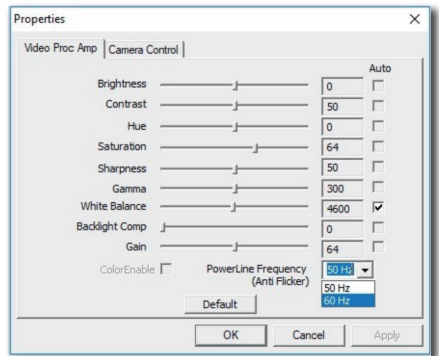 Properties
Video Proc Amp Camera Control
Auto
Brightness 0
Contrast 50
Hue 0
Saturation 64
Sharpness 50
Gamma 300
White Balance 4600
Backlight Comp 0
Gain 64
ColorEnable PowerLine Frequency 50 Hz
(Anti Flicker)
50 Hz
60 Hz
Default
OK Cancel Apply